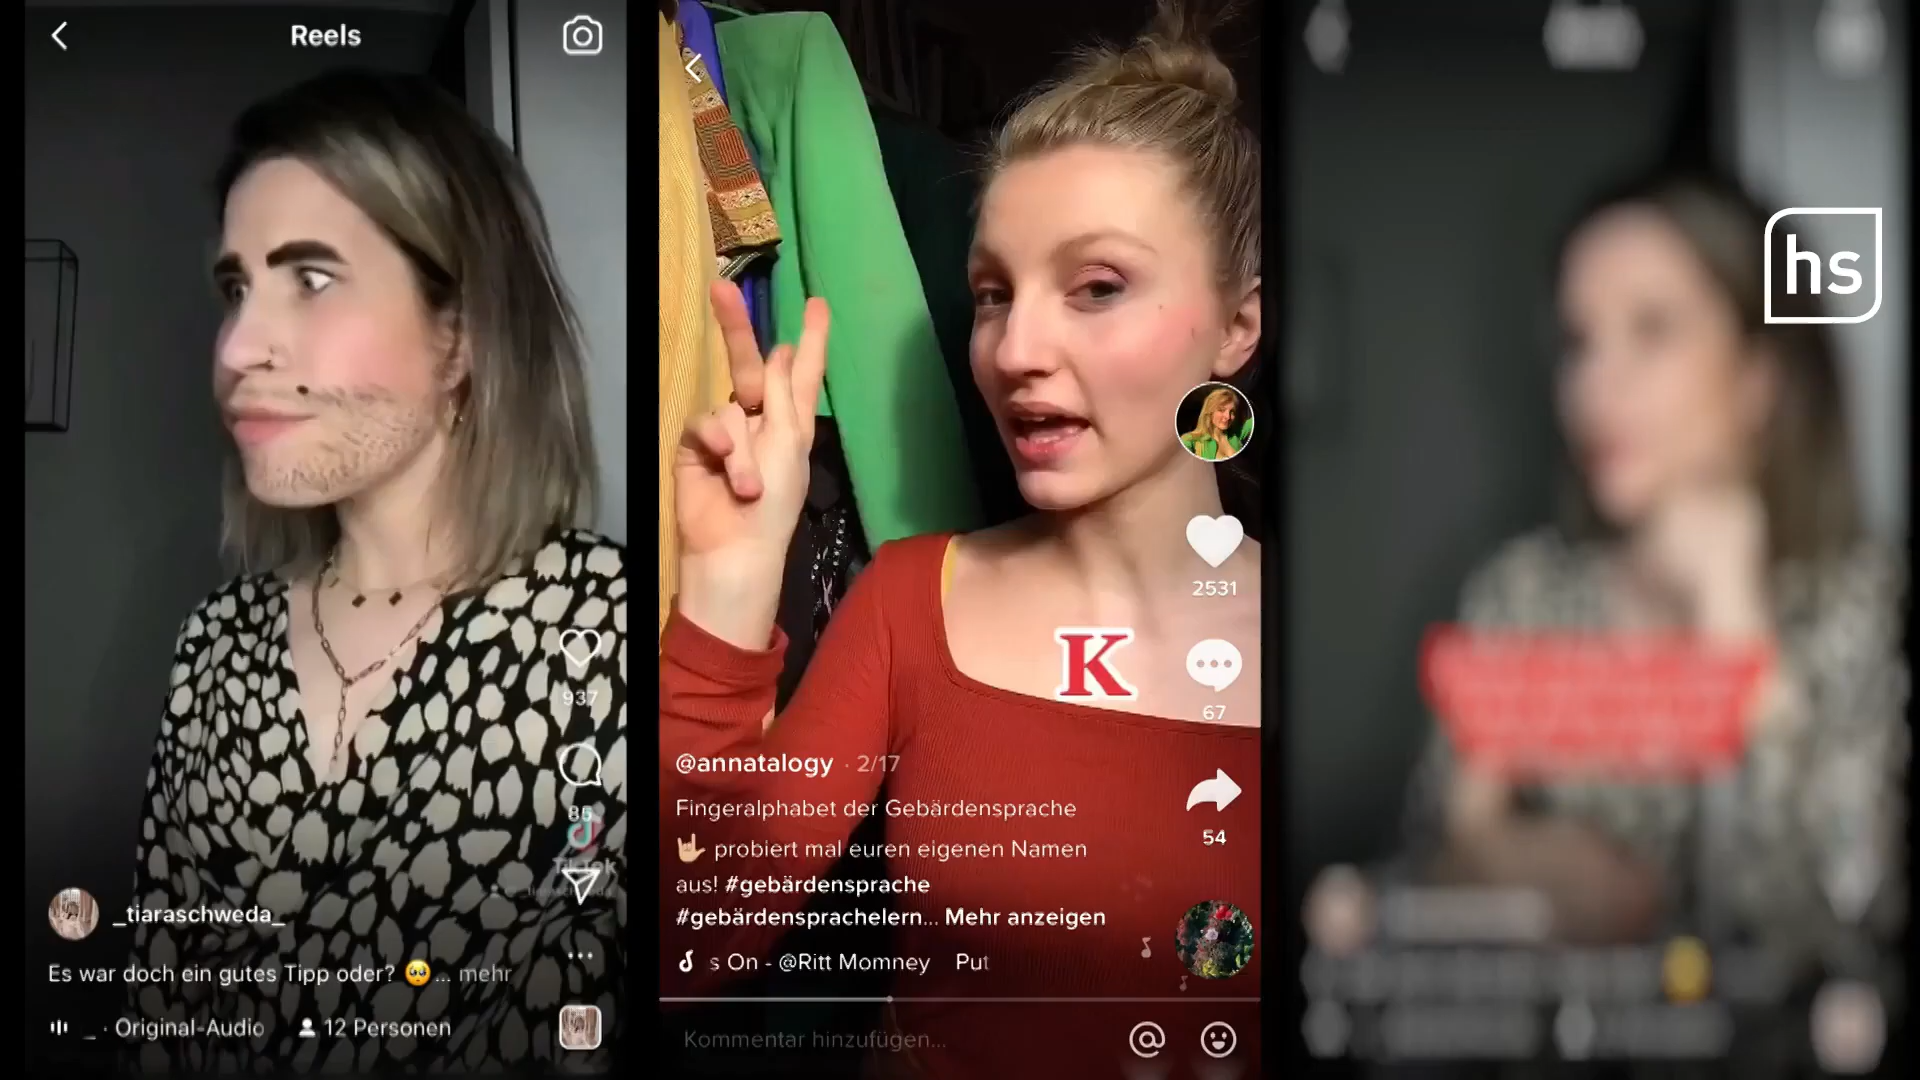 Reels
937
85
TikTok
_tiaraschweda_
Es war doch ein gutes Tipp oder? 🥺... mehr
_ · Original-Audio
12 Personen
K
2531
67
54
@annatalogy · 2/17
Fingeralphabet der Gebärdensprache
🤟🏼 probiert mal euren eigenen Namen
aus! #gebärdensprache
#gebärdensprachelern... Mehr anzeigen
s On - @Ritt Momney Put
Kommentar hinzufügen...
hs